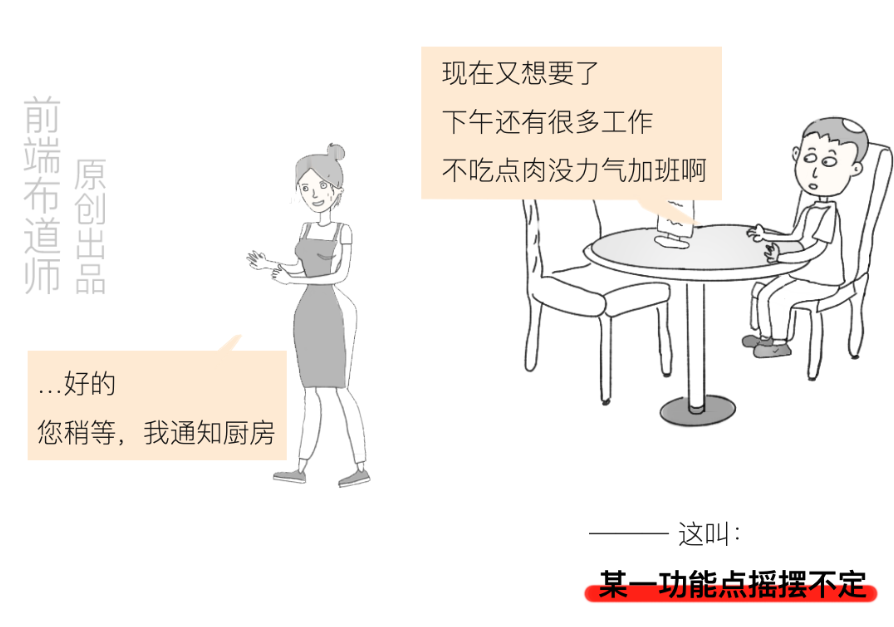 前端布道师
原创出品
现在又想要了
下午还有很多工作
不吃点肉没力气加班啊
...好的
您稍等，我通知厨房
—— 这叫：
某一功能点摇摆不定